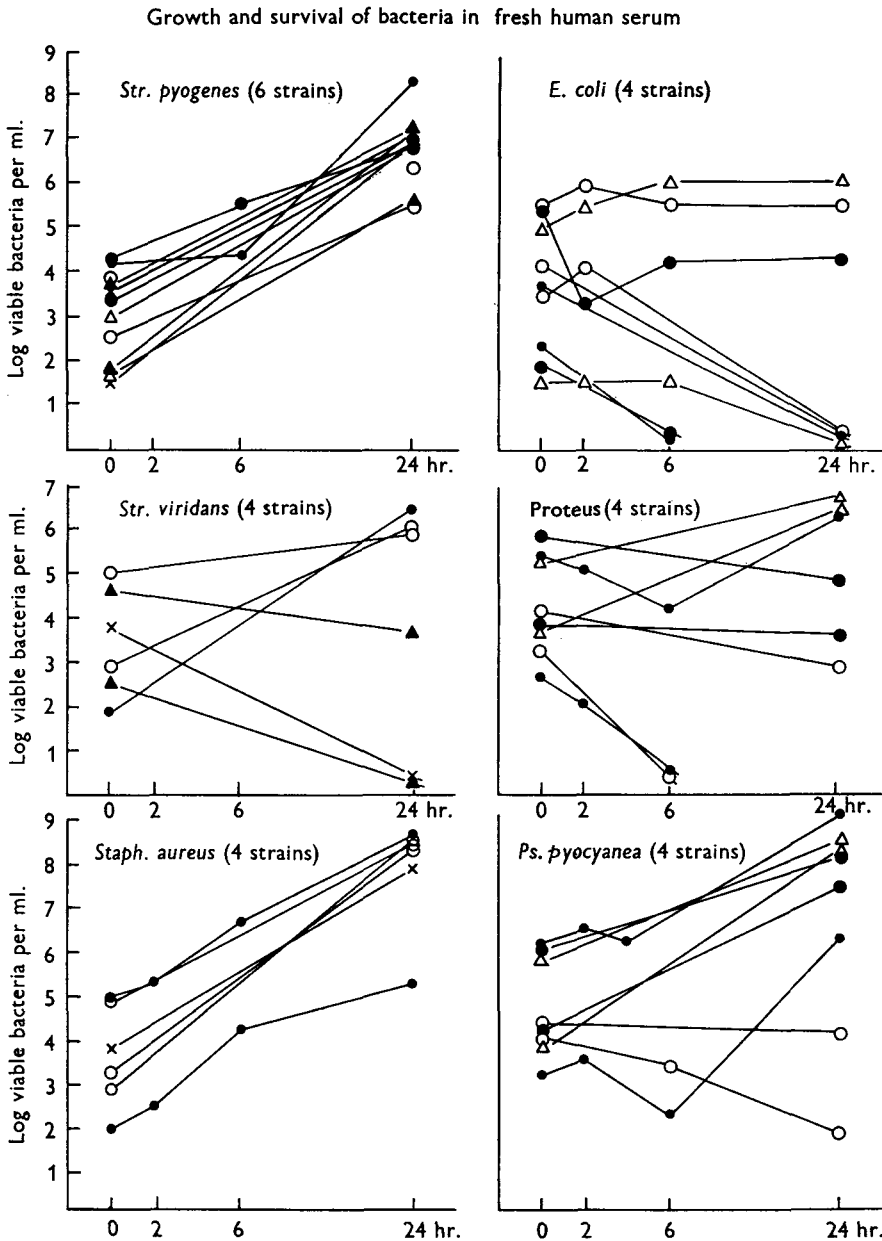 Growth and survival of bacteria in fresh human serum
Log viable bacteria per ml.
9
8
7
6
5
4
3
2
1
Str. pyogenes (6 strains)
0 2 6 24 hr.
E. coli (4 strains)
0 2 6 24 hr.
Log viable bacteria per ml.
7
6
5
4
3
2
1
Str. viridans (4 strains)
0 2 6 24 hr.
Proteus (4 strains)
0 2 6 24 hr.
Log viable bacteria per ml.
9
8
7
6
5
4
3
2
1
Staph. aureus (4 strains)
0 2 6 24 hr.
Ps. pyocyanea (4 strains)
0 2 6 24 hr.